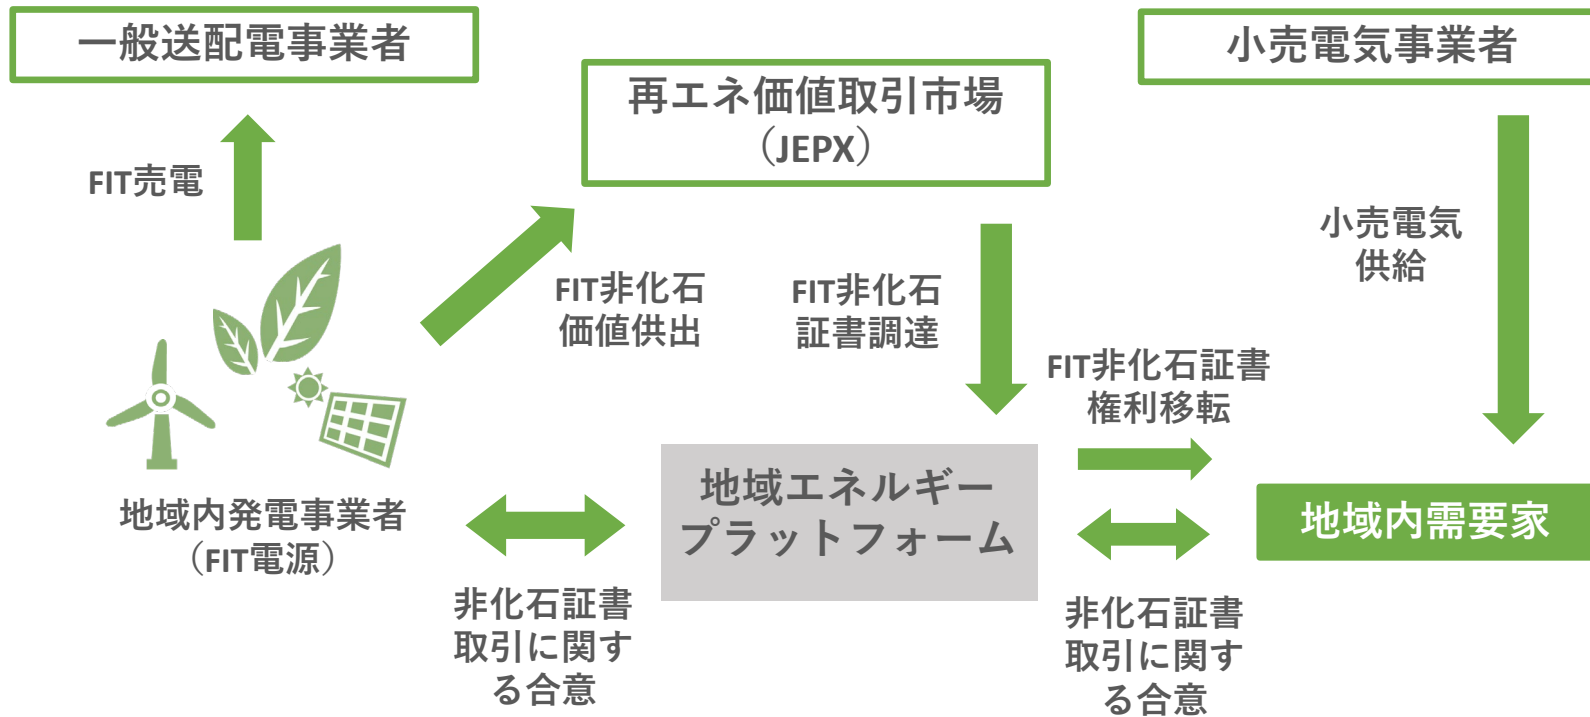 一般送配電事業者
小売電気事業者
再エネ価値取引市場
（JEPX）
FIT売電
小売電気
供給
FIT非化石
価値供出
FIT非化石
証書調達
FIT非化石証書
権利移転
地域内発電事業者
（FIT電源）
地域エネルギー
プラットフォーム
地域内需要家
非化石証書
取引に関す
る合意
非化石証書
取引に関す
る合意